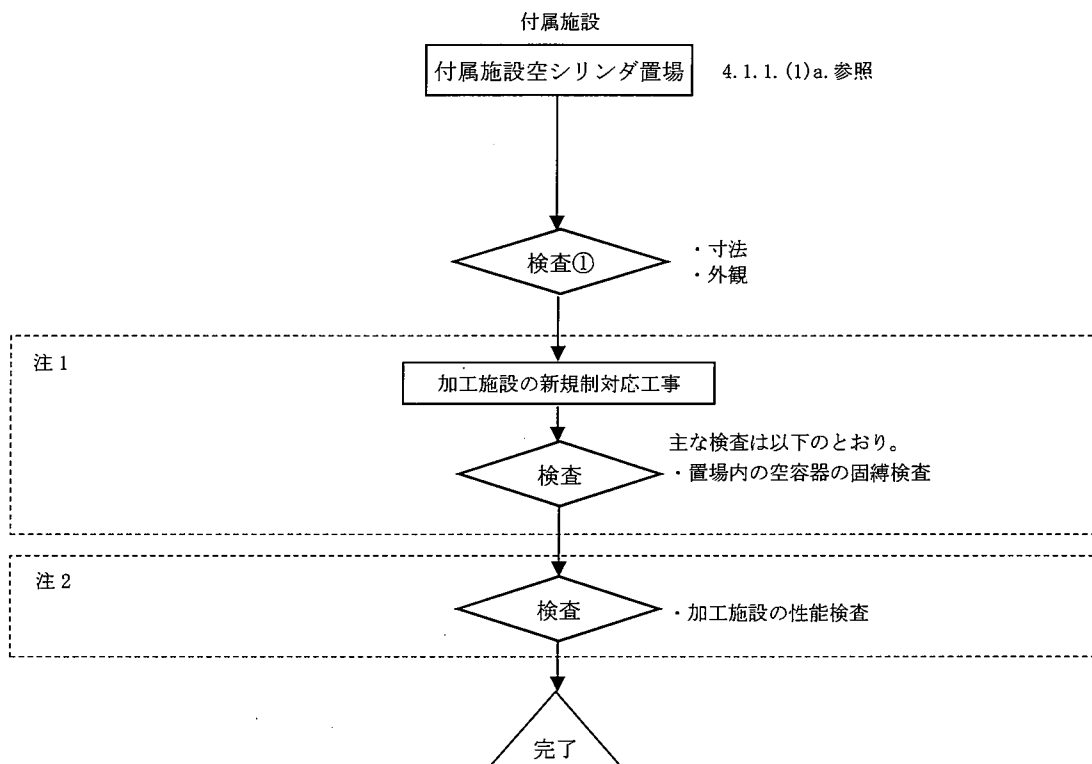 付属施設
付属施設空シリンダ置場
4.1.1.(1)a.参照
検査①
・寸法
・外観
注1
加工施設の新規制対応工事
主な検査は以下のとおり。
検査
・置場内の空容器の固縛検査
注2
検査
・加工施設の性能検査
完了